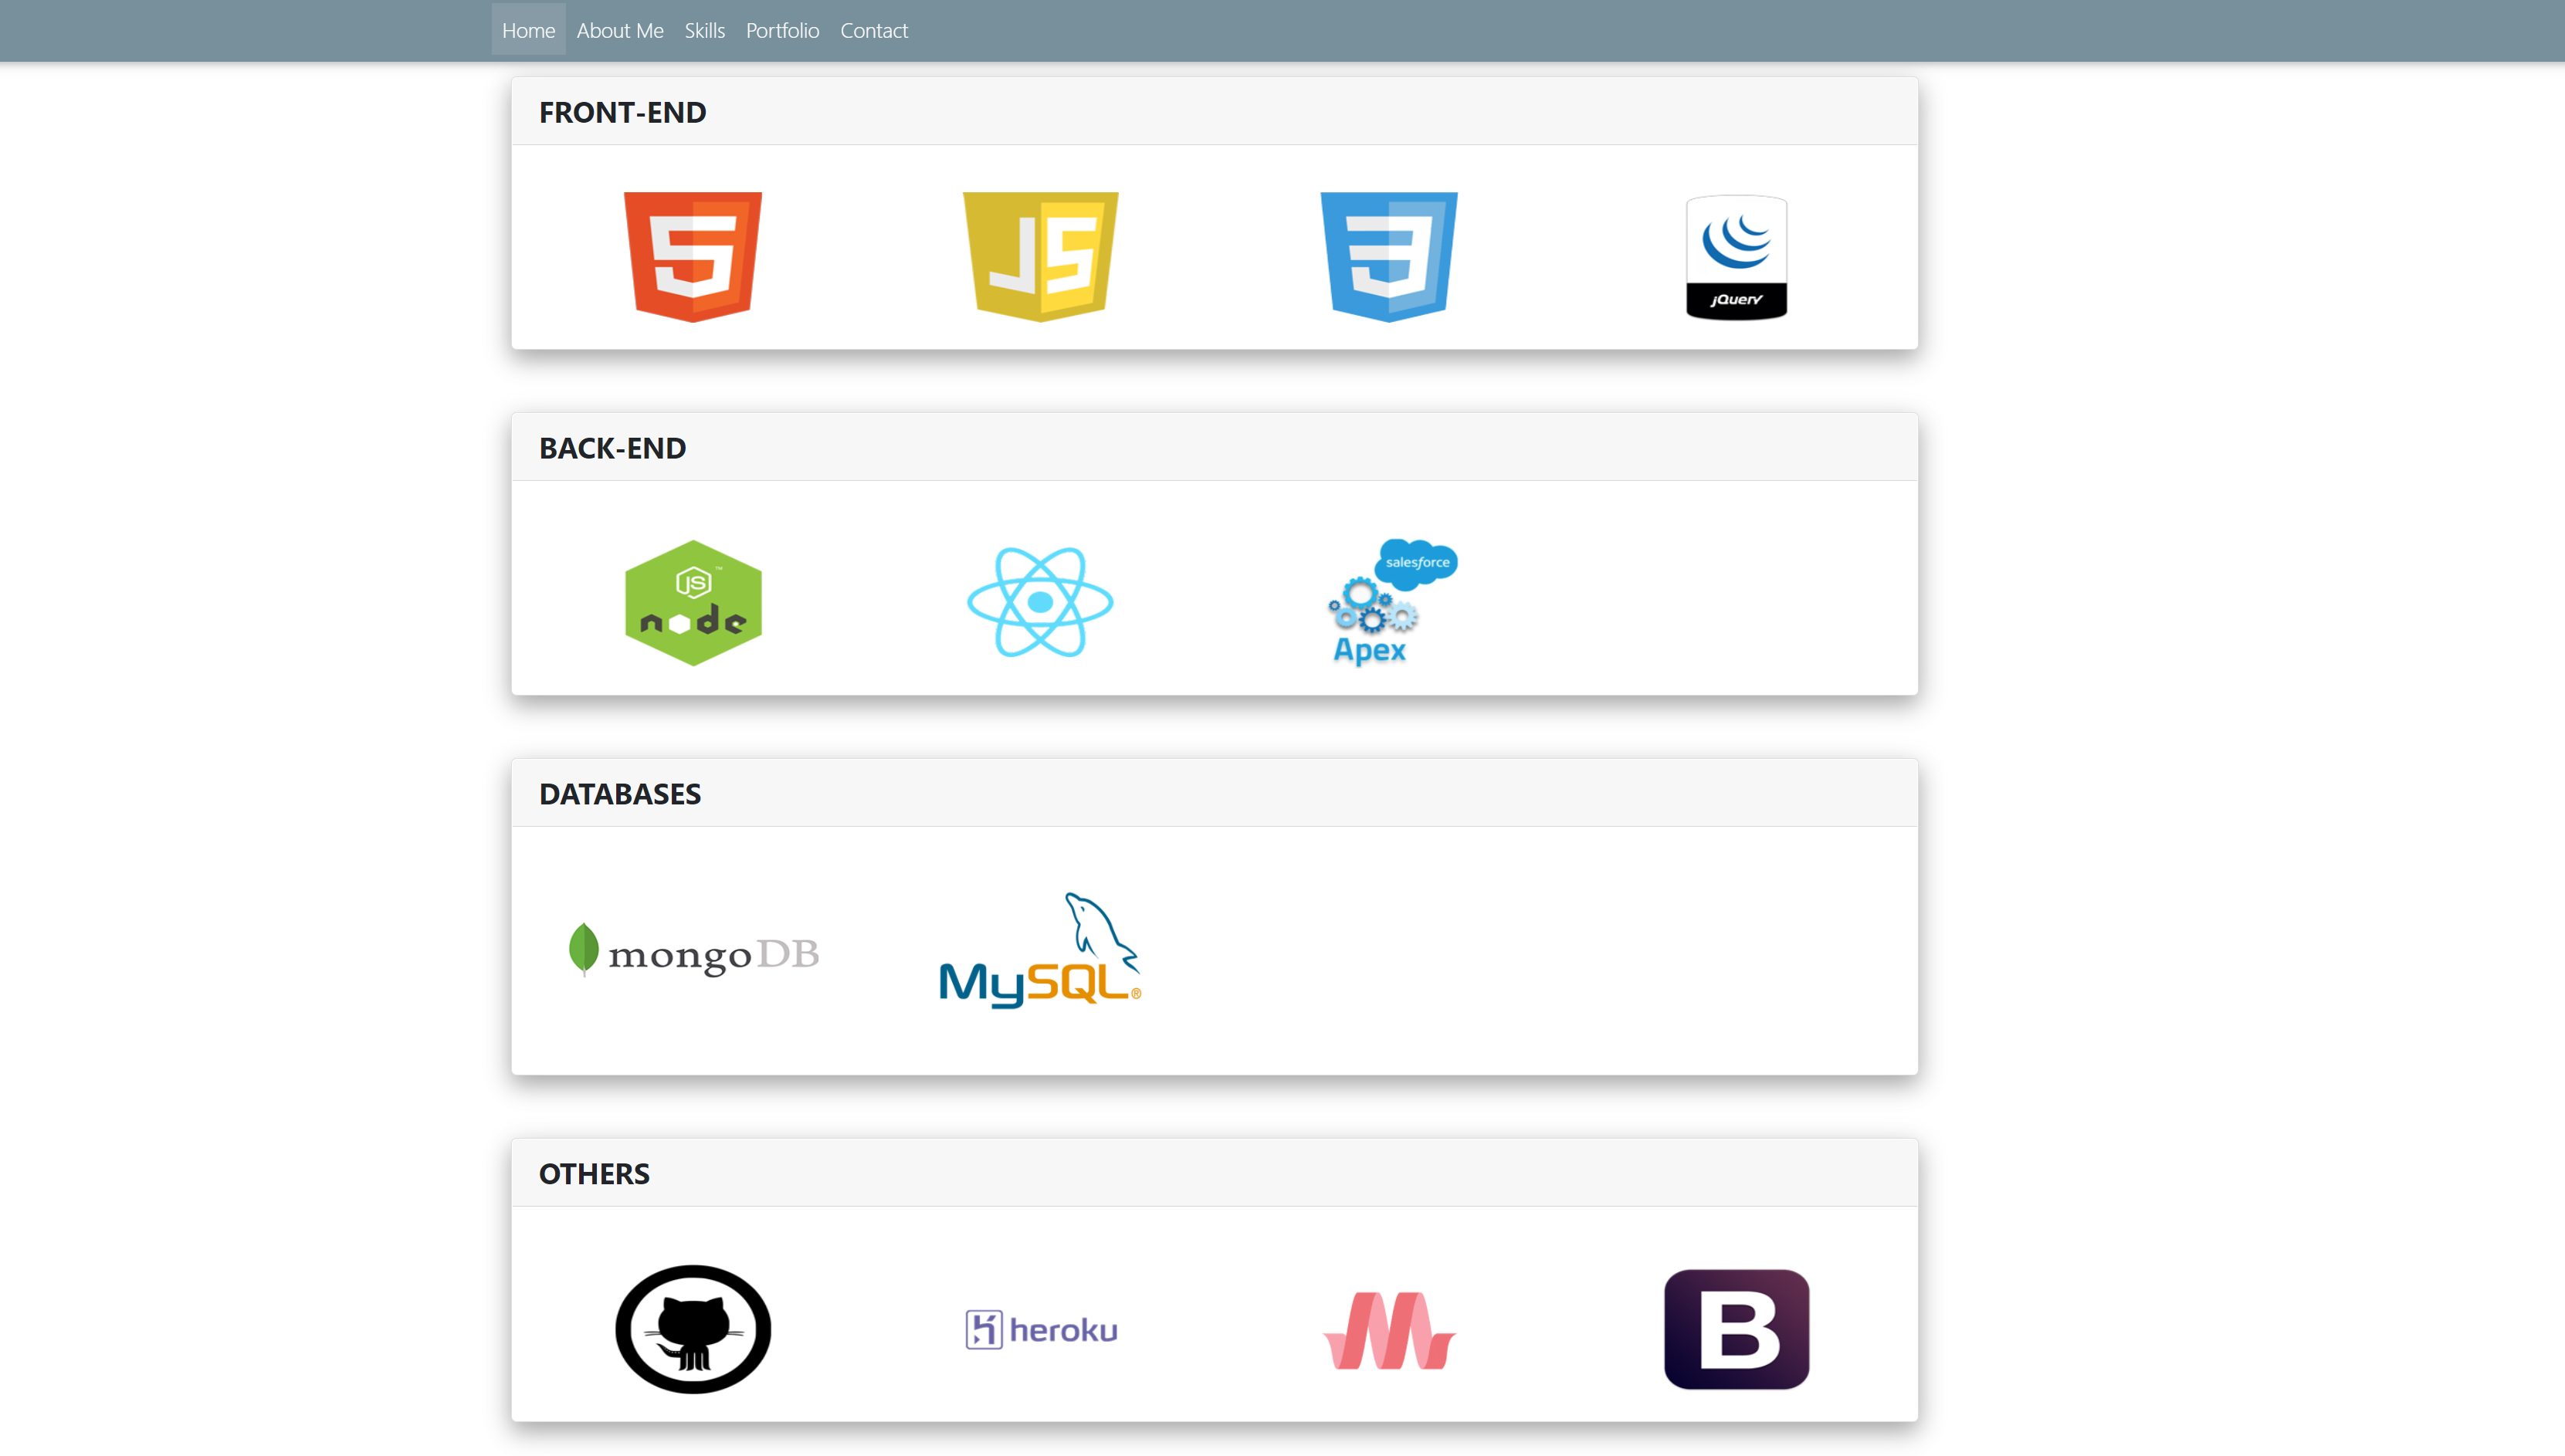 Home About Me Skills Portfolio Contact
FRONT-END
5 JS 3 jQuery
BACK-END
JS ™
node
salesforce
Apex
DATABASES
mongoDB
MySQL®
OTHERS
heroku
B